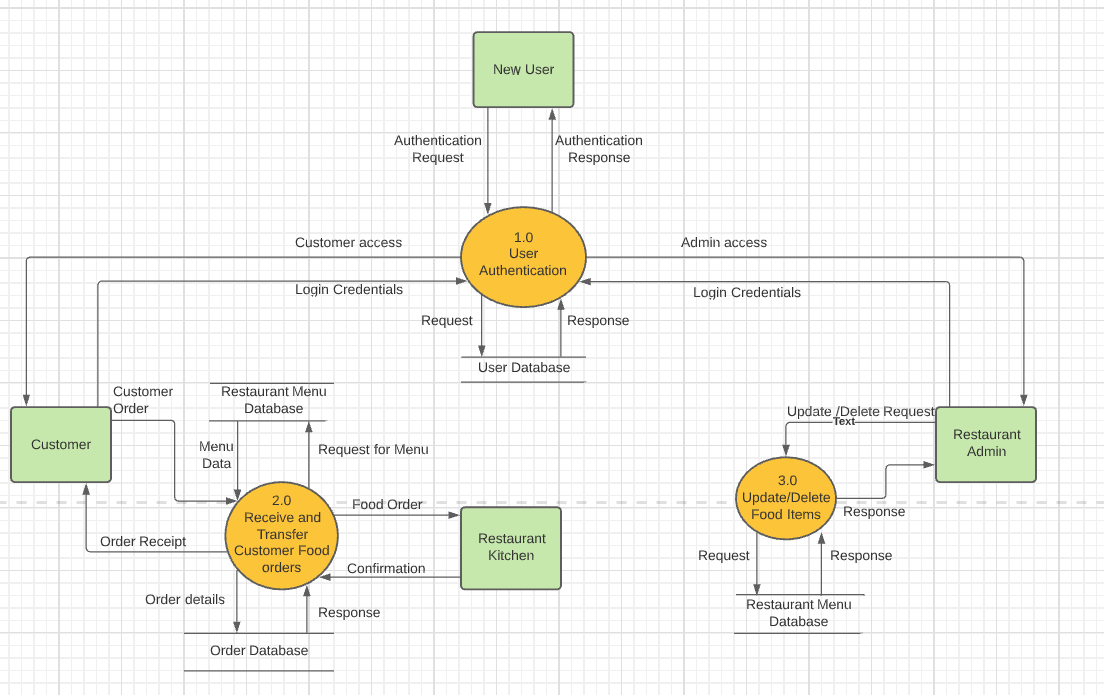 New User
Authentication
Request
Authentication
Response
1.0
User
Authentication
Customer access
Admin access
Login Credentials
Login Credentials
Request
Response
User Database
Customer
Order
Restaurant Menu
Database
Customer
Menu
Data
Request for Menu
2.0
Receive and
Transfer
Customer Food
orders
Food Order
Restaurant
Kitchen
Order Receipt
Confirmation
Order details
Response
Order Database
Update /Delete Request
Text
Restaurant
Admin
3.0
Update/Delete
Food Items
Response
Request
Response
Restaurant Menu
Database